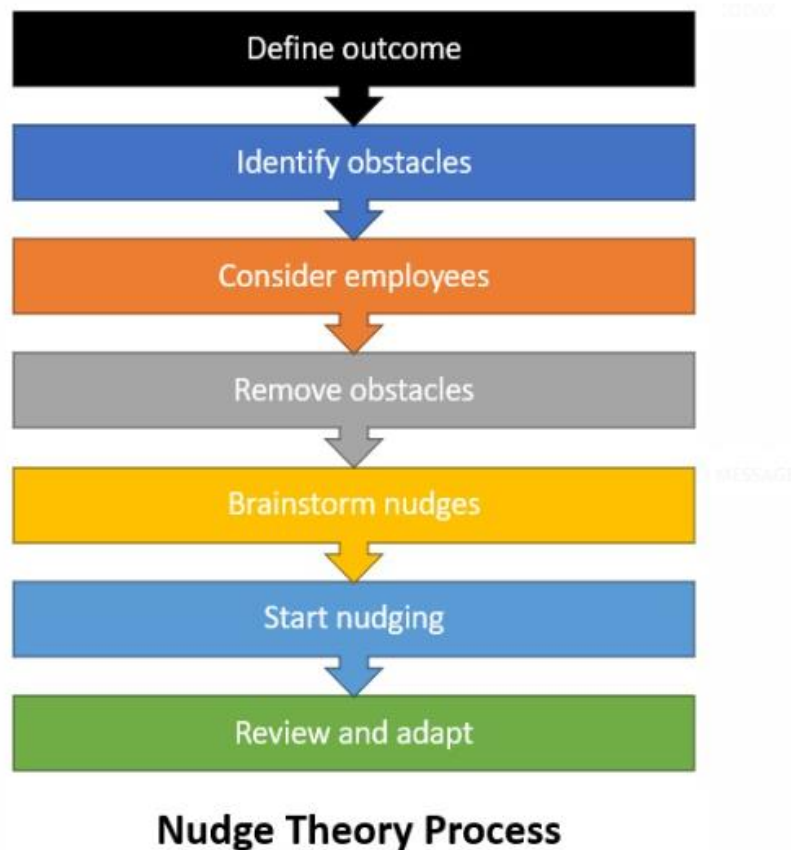 Define outcome
Identify obstacles
Consider employees
Remove obstacles
Brainstorm nudges
Start nudging
Review and adapt
Nudge Theory Process